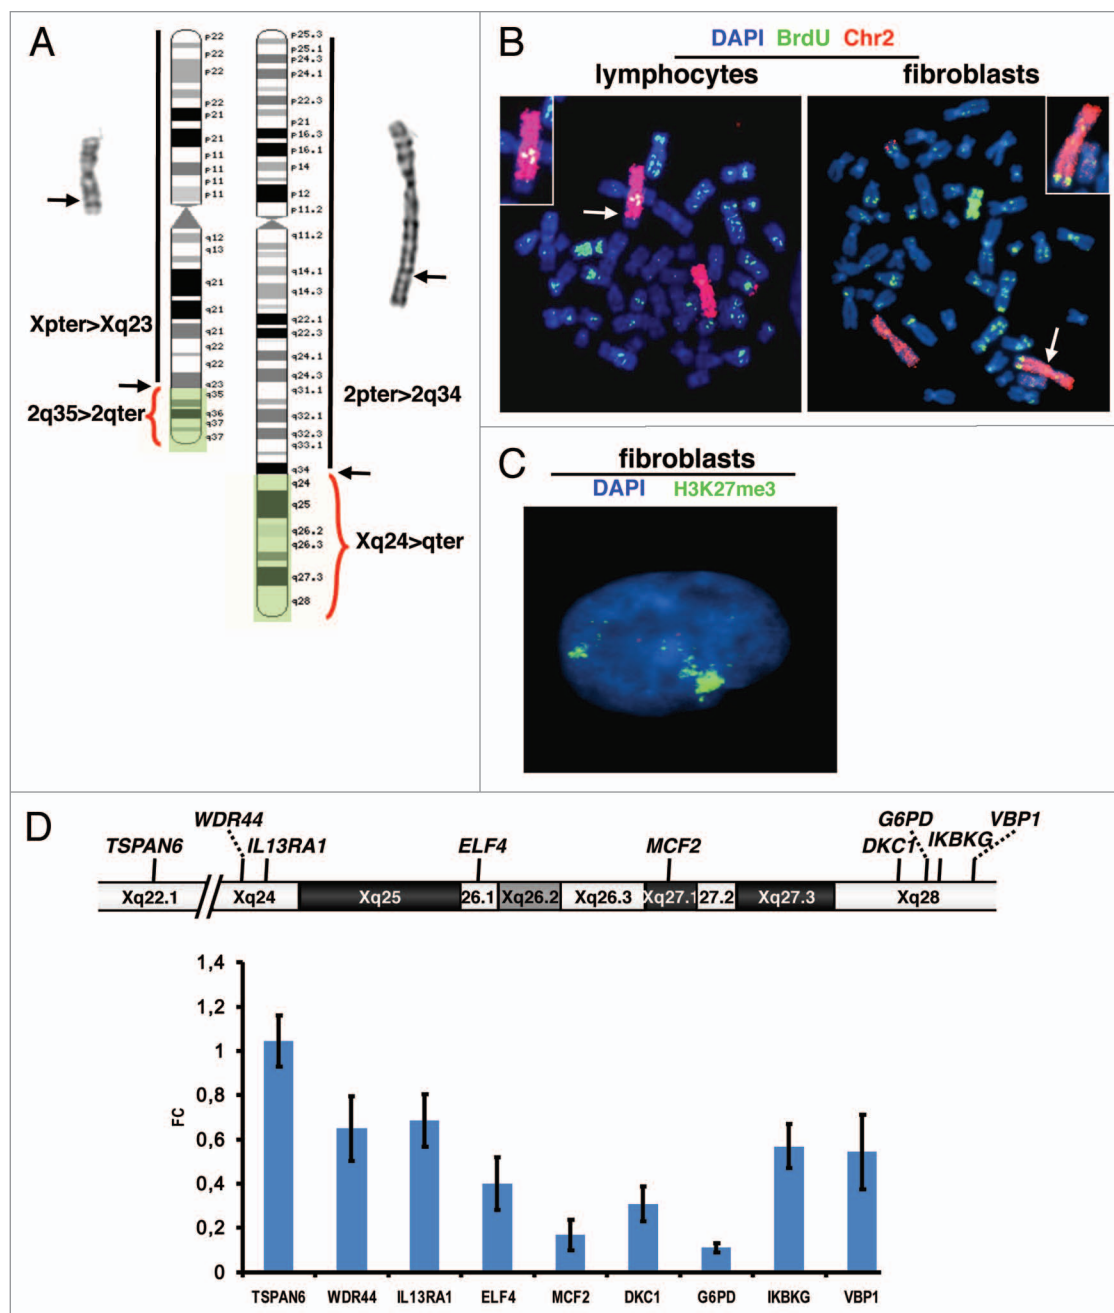 A
p22
p22
p22
p22
p21
p21
p11
p11
p11
p11
q12
q13
q21
q21
q21
q22
q22
q23
q35
q36
q37
q37
Xpter>Xq23
2q35>2qter
p25.3
p25.1
p24.3
p24.1
p22.3
p21
p16.3
p16.1
p14
p12
p11.2
q11.2
q14.1
q14.3
q22.1
q22.3
q24.1
q24.3
q31.1
q32.1
q32.3
q33.1
q34
q24
q25
q26.2
q26.3
q27.3
q28
2pter>2q34
Xq24>qter
B
DAPI BrdU Chr2
lymphocytes fibroblasts
C
fibroblasts
DAPI H3K27me3
D
WDR44 G6PD VBP1
TSPAN6 IL13RA1 ELF4 MCF2 DKC1 IKBKG
Xq22.1 Xq24 Xq25 26.1 Xq26.2 Xq26.3 Xq27.1 27.2 Xq27.3 Xq28
1,4
1,2
1
0,8
0,6
0,4
0,2
0
FC
TSPAN6 WDR44 IL13RA1 ELF4 MCF2 DKC1 G6PD IKBKG VBP1